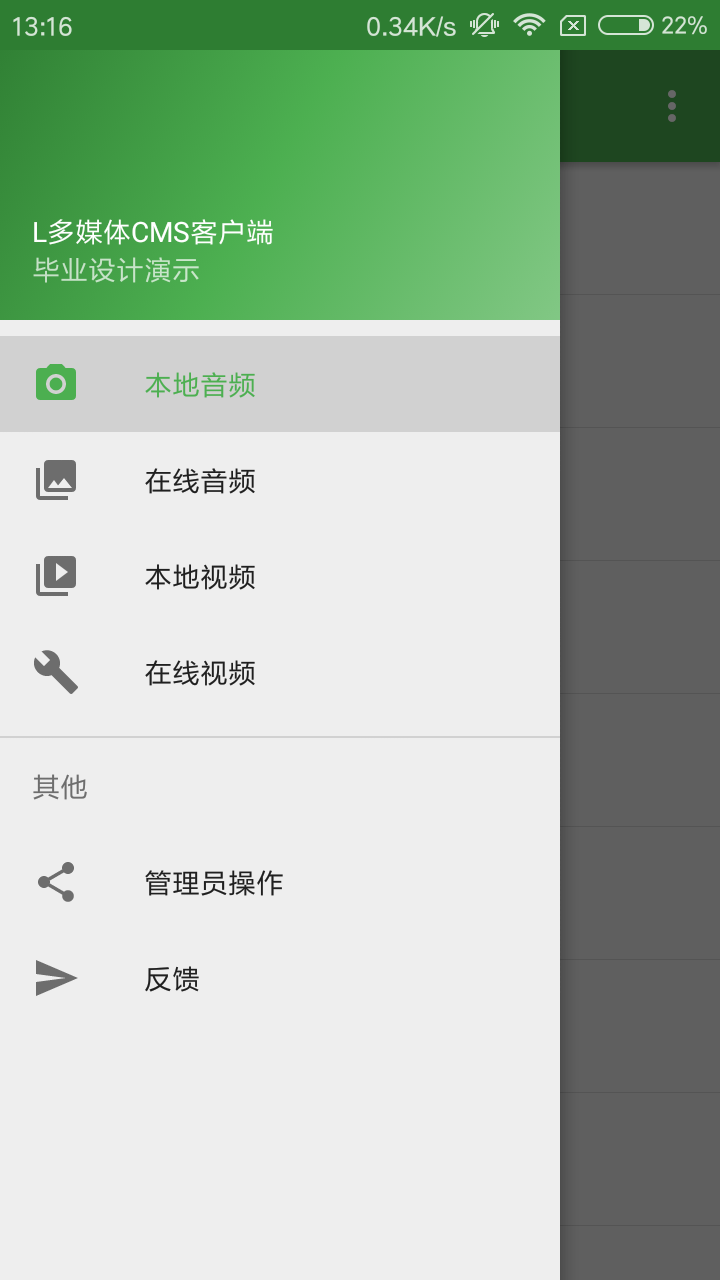 13:16 0.34K/s 22%
L多媒体CMS客户端
毕业设计演示
本地音频
在线音频
本地视频
在线视频
其他
管理员操作
反馈